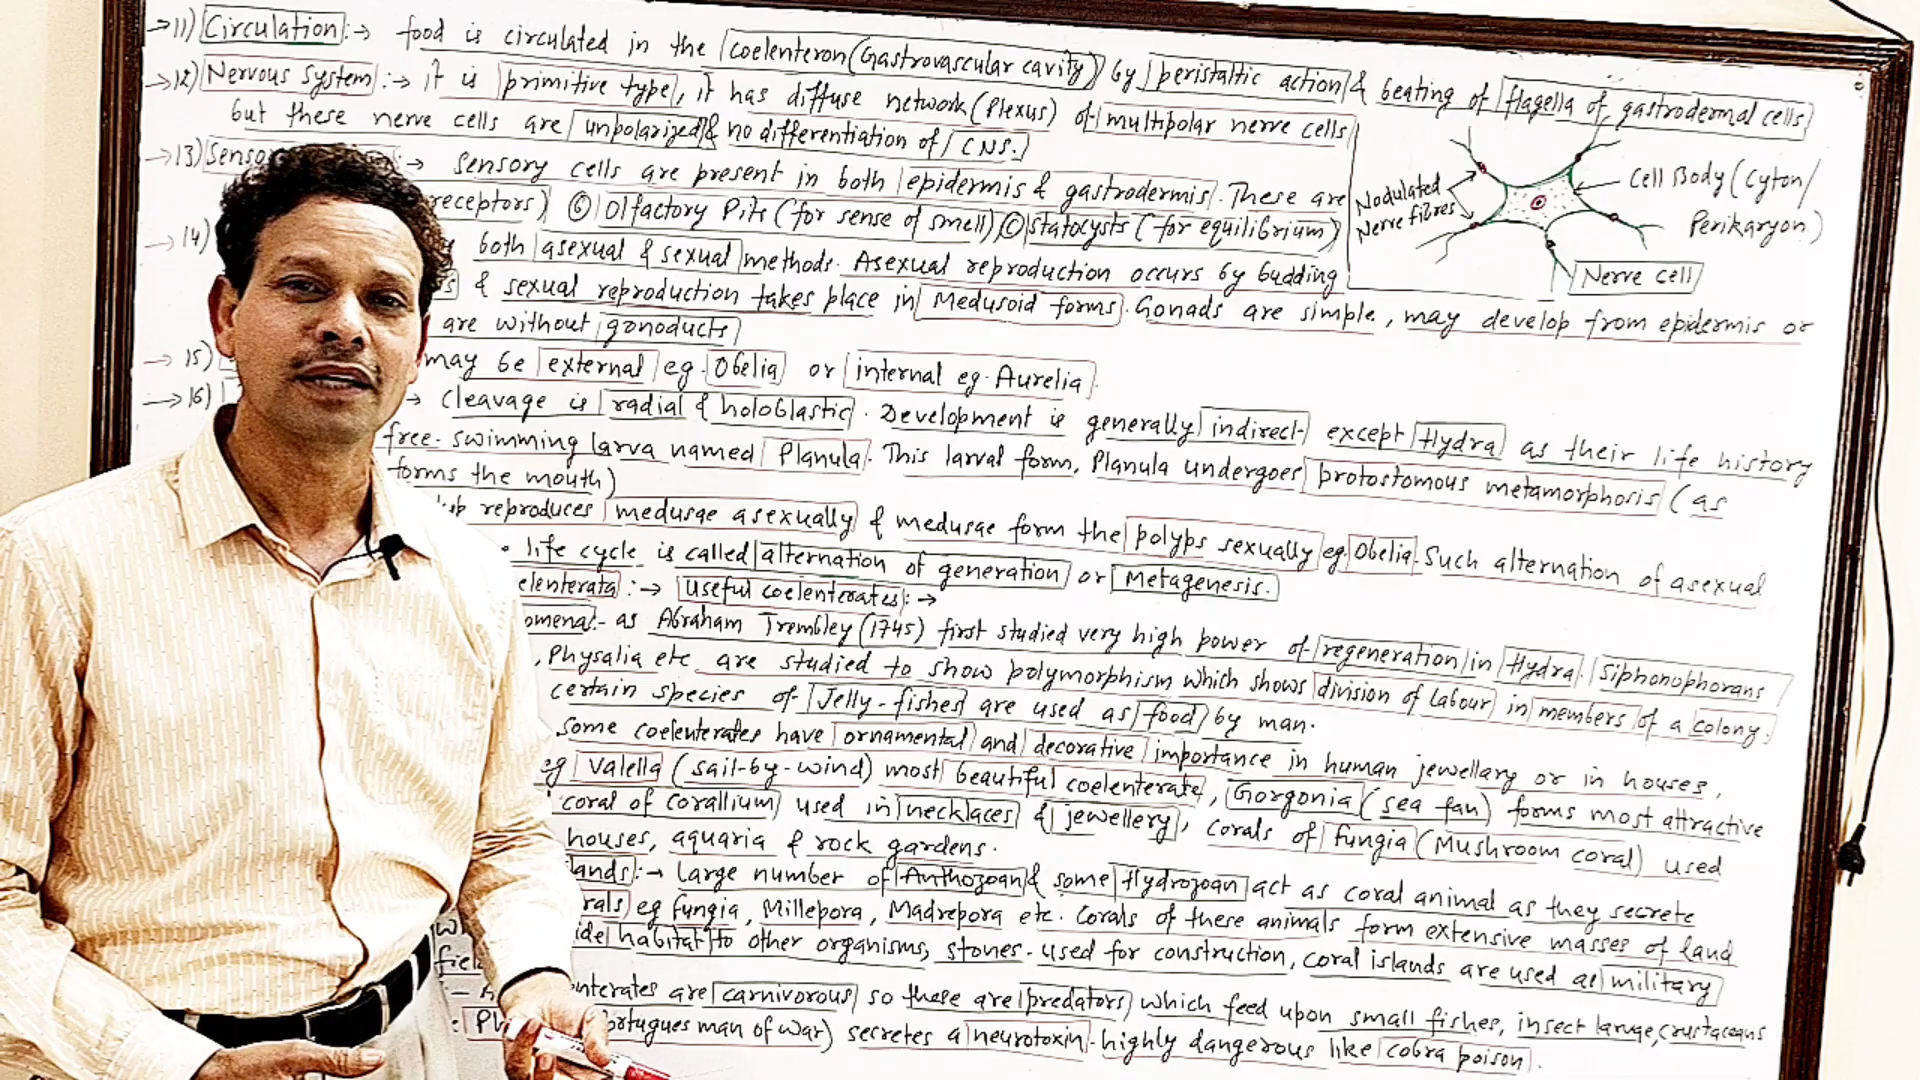 →11) Circulation :→ food is circulated in the coelenteron (Gastrovascular cavity) by peristaltic action & beating of flagella of gastrodermal cells
→12) Nervous System :→ it is primitive type, it has diffuse network (Plexus) of multipolar nerve cells
but these nerve cells are unpolarized & no differentiation of CNS.
→13) Senso :→ sensory cells are present in both epidermis & gastrodermis. These are
receptors) ⓑ Olfactory Pits (for sense of smell) ⓒ Statocysts (for equilibrium)
→14) both asexual & sexual methods. Asexual reproduction occurs by budding
s & sexual reproduction takes place in Medusoid forms. Gonads are simple, may develop from epidermis or
are without gonoducts
→15) may be external eg. Obelia or internal eg. Aurelia.
→16) → Cleavage is radial & holoblastic. Development is generally indirect except Hydra as their life history
free-swimming larva named Planula. This larval form, Planula undergoes protostomous metamorphosis (as
forms the mouth)
reproduces medusae asexually & medusae form the polyps sexually eg. Obelia. Such alternation of asexual
life cycle is called alternation of generation or Metagenesis.
elenterata :→ Useful coelenterates :→
omena:- as Abraham Trembley (1745) first studied very high power of regeneration in Hydra. Siphonophorans
, Physalia etc are studied to show polymorphism which shows division of labour in members of a colony.
certain species of Jelly-fishes are used as food by man.
some coelenterates have ornamental and decorative importance in human jewellary or in houses,
eg Valella (sail-by-wind) most beautiful coelenterate, Gorgonia (sea fan) forms most attractive
coral of corallium used in necklaces & jewellery, corals of Fungia (Mushroom coral) used
houses, aquaria & rock gardens.
lands :→ Large number of Anthozoan & some Hydrozoan act as coral animal as they secrete
rals eg Fungia, Millepora, Madrepora etc. Corals of these animals form extensive masses of land
ide habitat to other organisms, stones used for construction, coral islands are used as military
fiel
nterates are carnivorous so these are predators which feed upon small fishes, insect larvae, crustaceans
Ph ortugues man of war) secretes a neurotoxin - highly dangerous like cobra poison.
Nodulated
Nerve fibres
Cell Body (Cyton/
Perikaryon)
Nerve cell